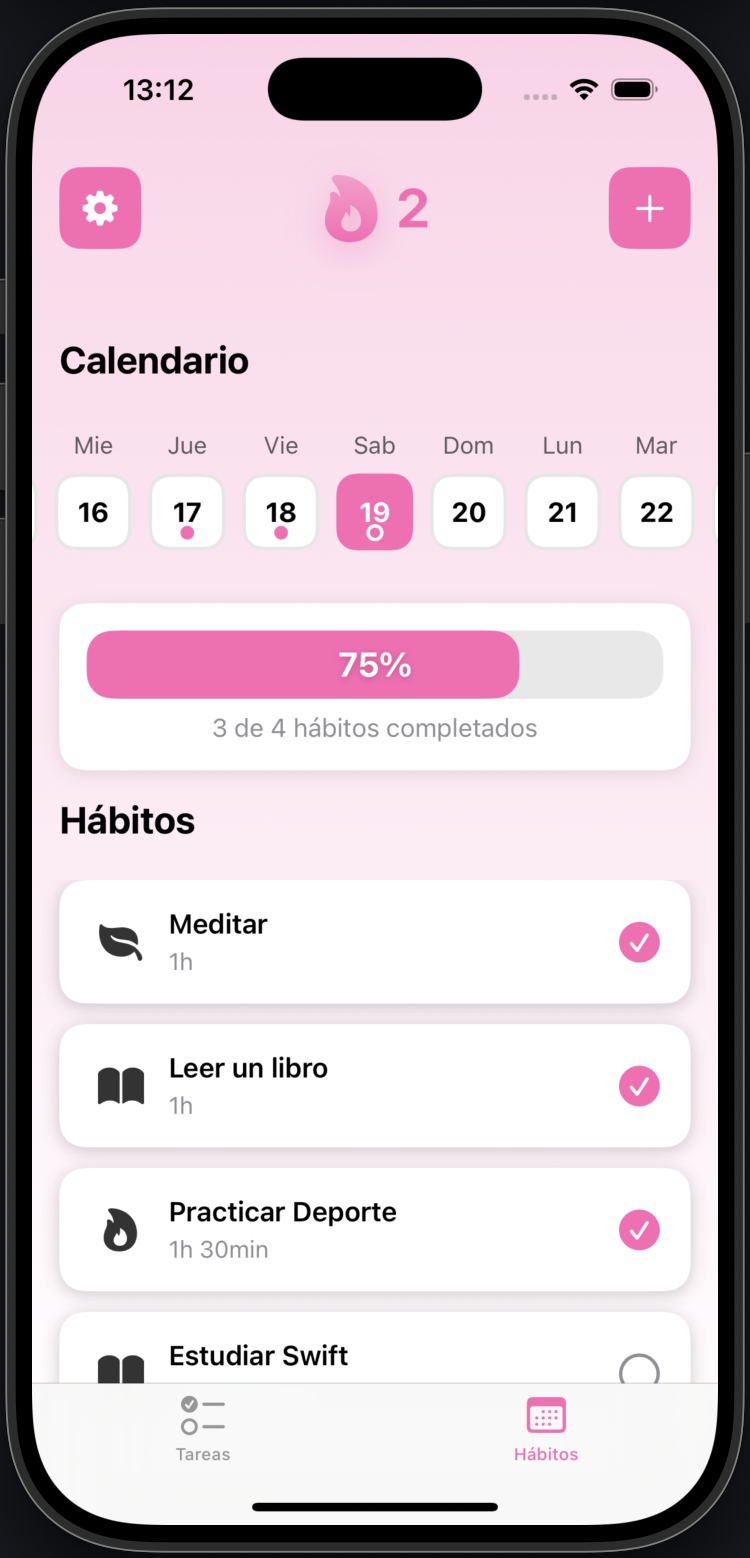 13:12
2
Calendario
Mie Jue Vie Sab Dom Lun Mar
16 17 18 19 20 21 22
75%
3 de 4 hábitos completados
Hábitos
Meditar
1h
Leer un libro
1h
Practicar Deporte
1h 30min
Estudiar Swift
Tareas Hábitos